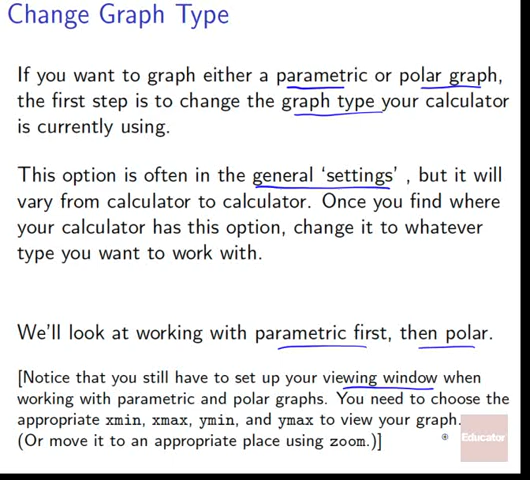 Change Graph Type
If you want to graph either a parametric or polar graph,
the first step is to change the graph type your calculator
is currently using.
This option is often in the general ‘settings’ , but it will
vary from calculator to calculator. Once you find where
your calculator has this option, change it to whatever
type you want to work with.
We'll look at working with parametric first, then polar.
[Notice that you still have to set up your viewing window when
working with parametric and polar graphs. You need to choose the
appropriate xmin, xmax, ymin, and ymax to view your graph.
(Or move it to an appropriate place using zoom.)]
® Educator